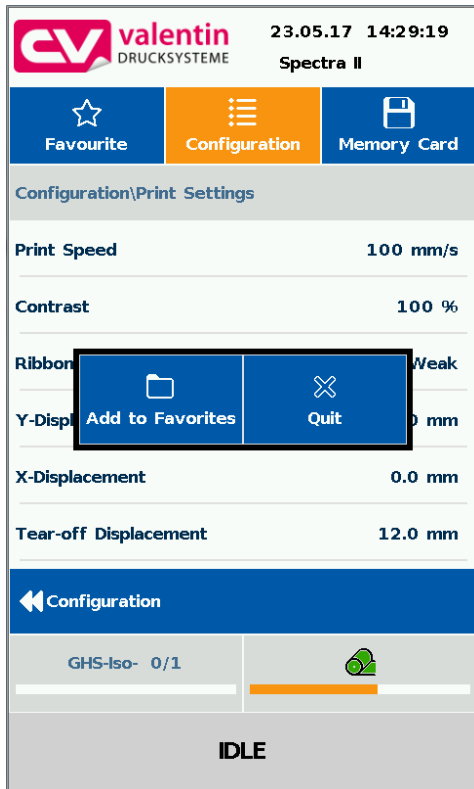 CV valentin
DRUCKSYSTEME
23.05.17 14:29:19
Spectra II
Favourite
Configuration
Memory Card
Configuration\Print Settings
Print Speed 100 mm/s
Contrast 100 %
Ribbon Weak
Add to Favorites
Quit
Y-Displ mm
X-Displacement 0.0 mm
Tear-off Displacement 12.0 mm
Configuration
GHS-Iso- 0/1
IDLE